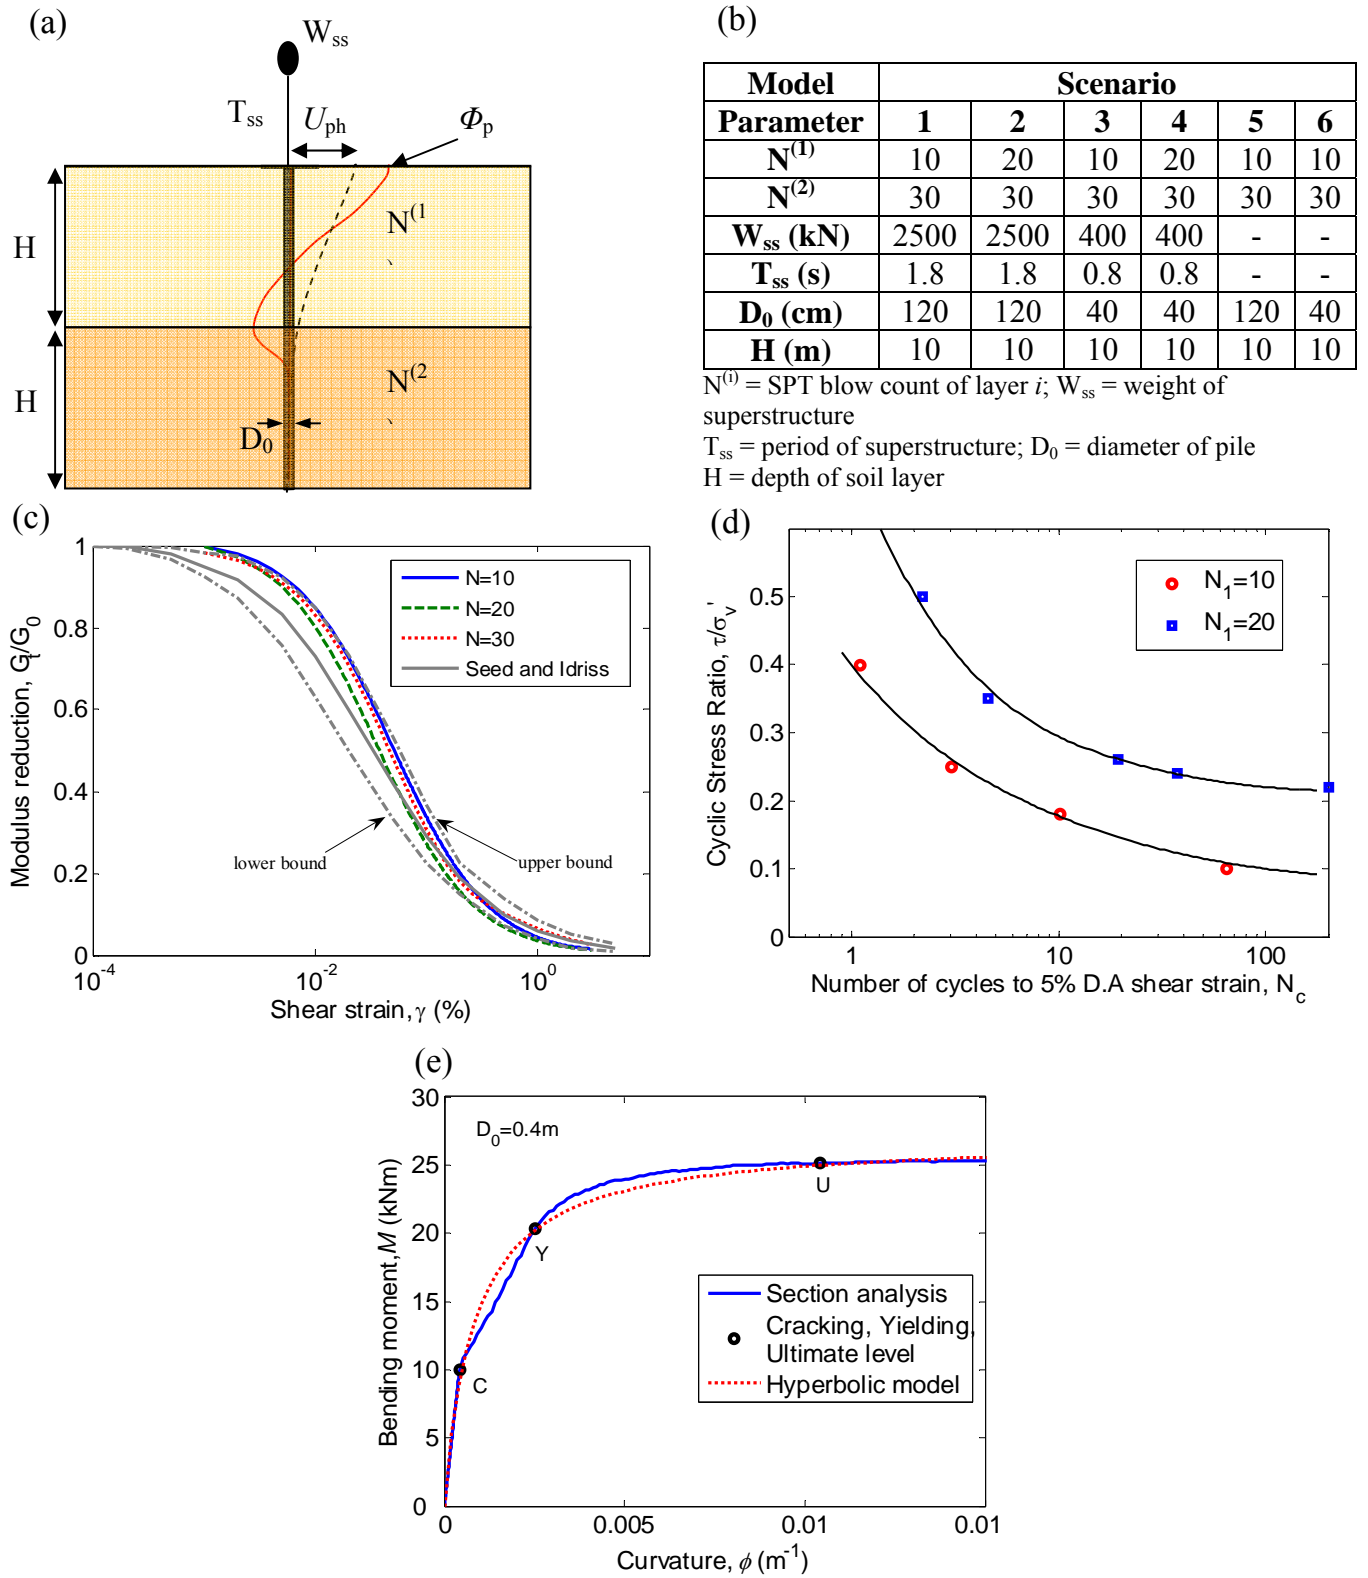 (a)
W_ss
T_ss
U_ph
Φ_p
H
N^(1
、
H
N^(2
、
D_0
(b)
Model Scenario
Parameter 1 2 3 4 5 6
N^(1) 10 20 10 20 10 10
N^(2) 30 30 30 30 30 30
W_ss (kN) 2500 2500 400 400 - -
T_ss (s) 1.8 1.8 0.8 0.8 - -
D_0 (cm) 120 120 40 40 120 40
H (m) 10 10 10 10 10 10
N^(i) = SPT blow count of layer i; W_ss = weight of
superstructure
T_ss = period of superstructure; D_0 = diameter of pile
H = depth of soil layer
(c)
Modulus reduction, G_t/G_0
1
0.8
0.6
0.4
0.2
0
N=10
N=20
N=30
Seed and Idriss
lower bound
upper bound
10^-4
10^-2
10^0
Shear strain, γ (%)
(d)
Cyclic Stress Ratio, τ/σ_v'
0.5
0.4
0.3
0.2
0.1
0
N_1=10
N_1=20
1
10
100
Number of cycles to 5% D.A shear strain, N_c
(e)
Bending moment, M (kNm)
30
25
20
15
10
5
0
D_0=0.4m
C
Y
U
Section analysis
Cracking, Yielding,
Ultimate level
Hyperbolic model
0
0.005
0.01
0.01
Curvature, ϕ (m^-1)